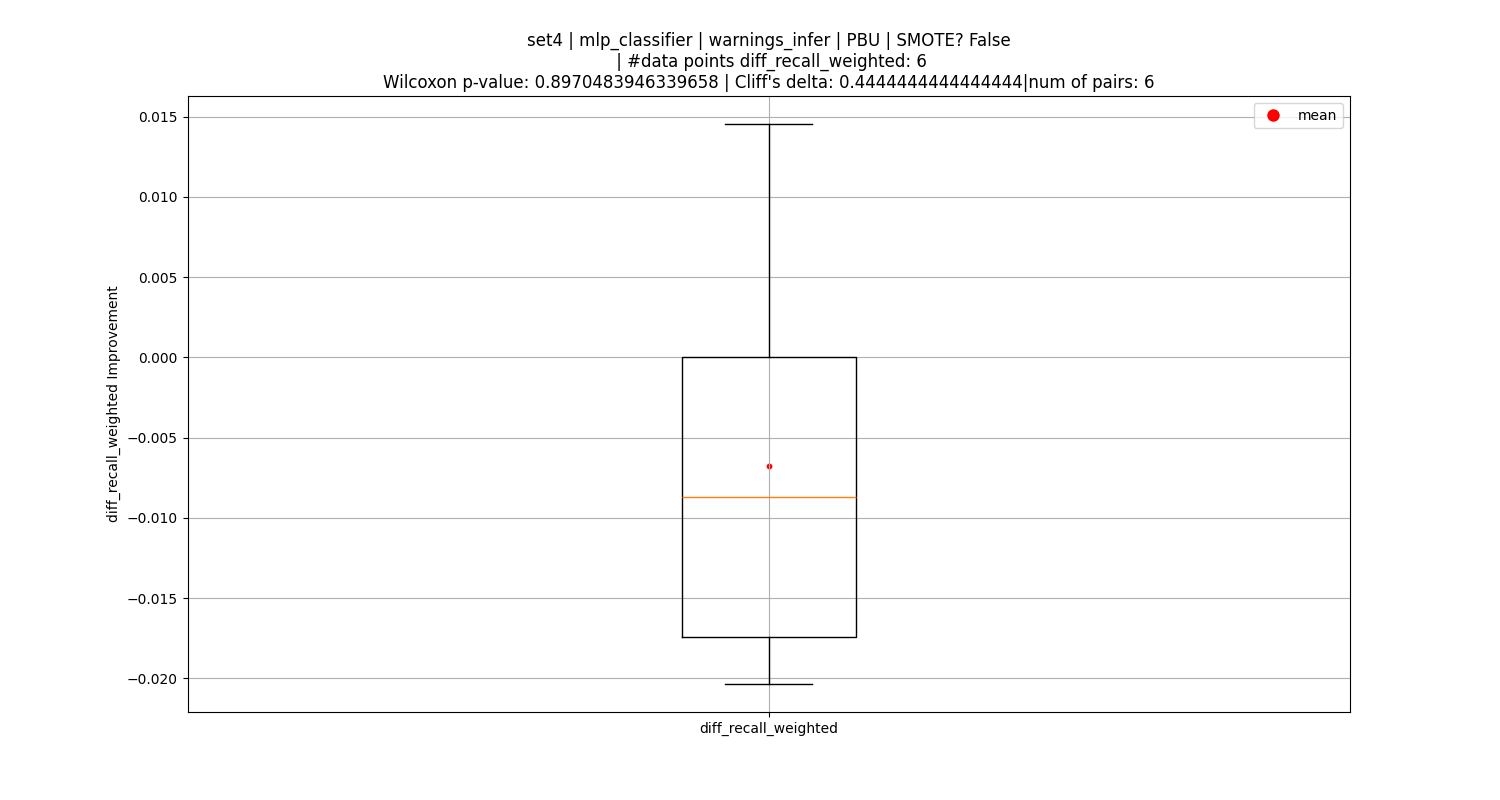 set4 | mlp_classifier | warnings_infer | PBU | SMOTE? False
| #data points diff_recall_weighted: 6
Wilcoxon p-value: 0.8970483946339658 | Cliff's delta: 0.4444444444444444|num of pairs: 6
mean
0.015
0.010
0.005
0.000
−0.005
−0.010
−0.015
−0.020
diff_recall_weighted Improvement
diff_recall_weighted